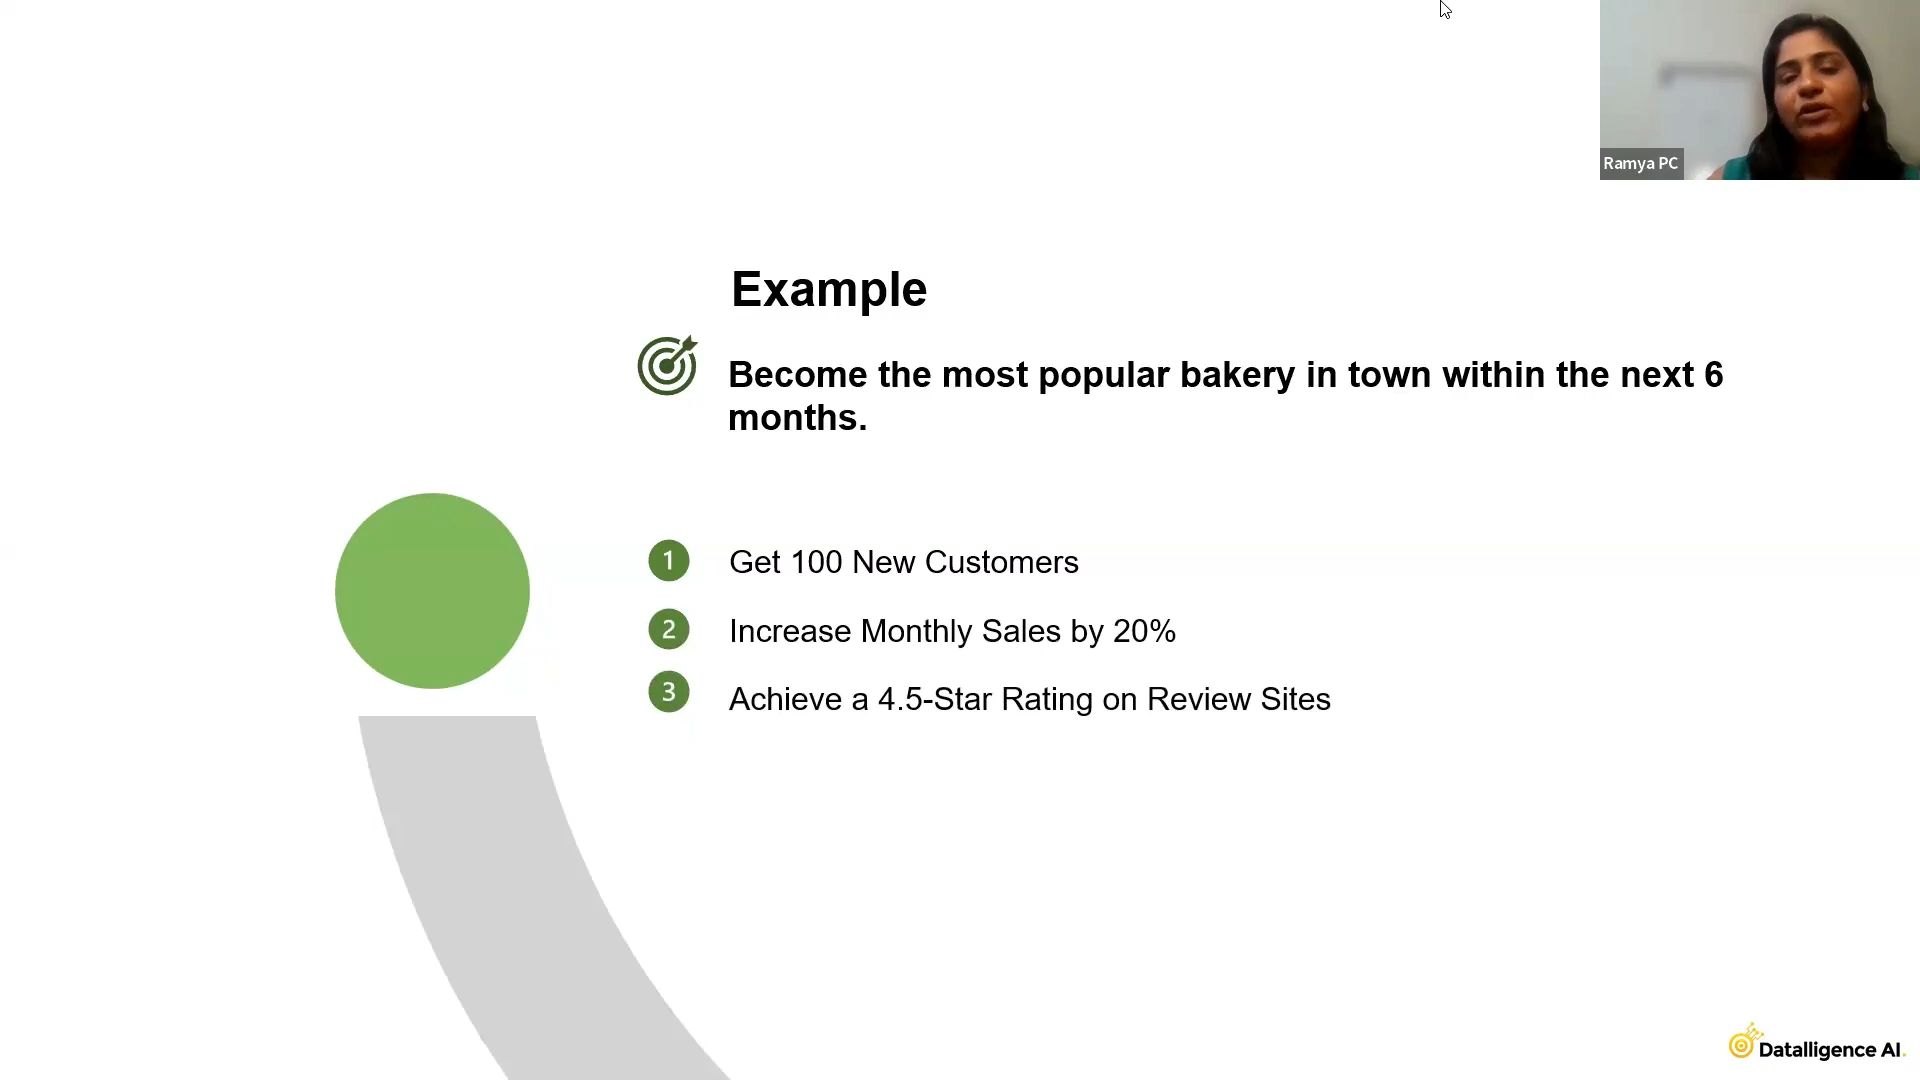 Ramya PC
Example
Become the most popular bakery in town within the next 6
months.
1 Get 100 New Customers
2 Increase Monthly Sales by 20%
3 Achieve a 4.5-Star Rating on Review Sites
Datalligence AI.